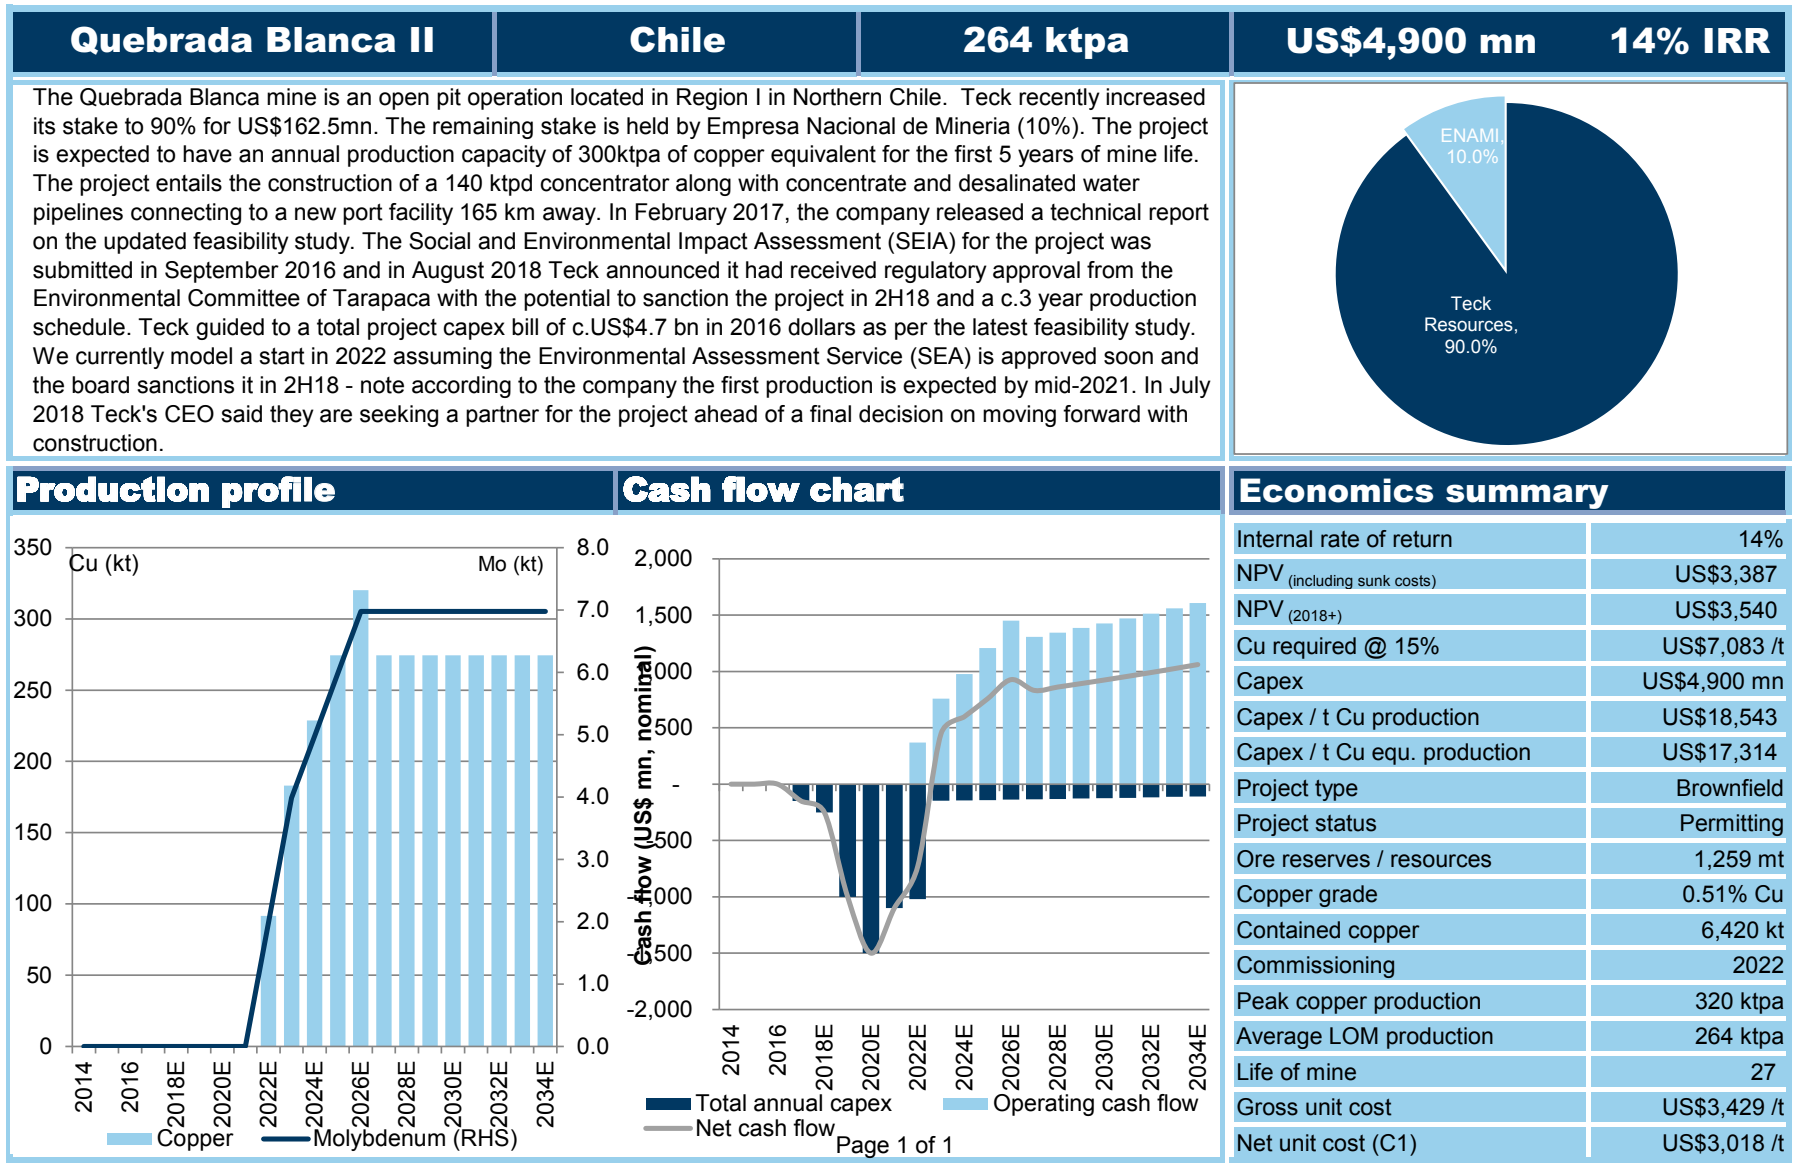 Quebrada Blanca II
Chile
264 ktpa
US$4,900 mn 14% IRR
The Quebrada Blanca mine is an open pit operation located in Region I in Northern Chile. Teck recently increased
its stake to 90% for US$162.5mn. The remaining stake is held by Empresa Nacional de Mineria (10%). The project
is expected to have an annual production capacity of 300ktpa of copper equivalent for the first 5 years of mine life.
The project entails the construction of a 140 ktpd concentrator along with concentrate and desalinated water
pipelines connecting to a new port facility 165 km away. In February 2017, the company released a technical report
on the updated feasibility study. The Social and Environmental Impact Assessment (SEIA) for the project was
submitted in September 2016 and in August 2018 Teck announced it had received regulatory approval from the
Environmental Committee of Tarapaca with the potential to sanction the project in 2H18 and a c.3 year production
schedule. Teck guided to a total project capex bill of c.US$4.7 bn in 2016 dollars as per the latest feasibility study.
We currently model a start in 2022 assuming the Environmental Assessment Service (SEA) is approved soon and
the board sanctions it in 2H18 - note according to the company the first production is expected by mid-2021. In July
2018 Teck's CEO said they are seeking a partner for the project ahead of a final decision on moving forward with
construction.
ENAMI,
10.0%
Teck
Resources,
90.0%
Production profile
350
300
250
200
150
100
50
0
Cu (kt)
Mo (kt)
8.0
7.0
6.0
5.0
4.0
3.0
2.0
1.0
0.0
2014
2016
2018E
2020E
2022E
2024E
2026E
2028E
2030E
2032E
2034E
Copper
Molybdenum (RHS)
Cash flow chart
Cash flow (US$ mn, nominal)
2,000
1,500
1,000
500
-
-500
-1,000
-1,500
-2,000
2014
2016
2018E
2020E
2022E
2024E
2026E
2028E
2030E
2032E
2034E
Total annual capex
Operating cash flow
Net cash flow
Page 1 of 1
Economics summary
Internal rate of return 14%
NPV (including sunk costs) US$3,387
NPV (2018+) US$3,540
Cu required @ 15% US$7,083 /t
Capex US$4,900 mn
Capex / t Cu production US$18,543
Capex / t Cu equ. production US$17,314
Project type Brownfield
Project status Permitting
Ore reserves / resources 1,259 mt
Copper grade 0.51% Cu
Contained copper 6,420 kt
Commissioning 2022
Peak copper production 320 ktpa
Average LOM production 264 ktpa
Life of mine 27
Gross unit cost US$3,429 /t
Net unit cost (C1) US$3,018 /t